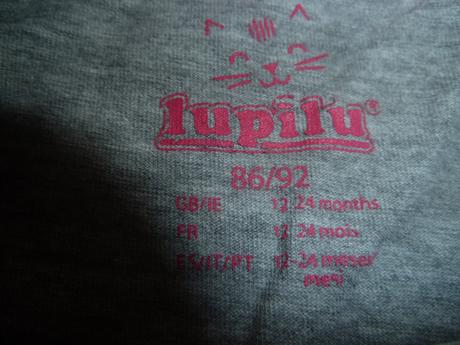 lupilu®
86/92
GB/IE 12 24 months
FR 12 24 mois
ES/IT/PT 12-24 meses/
mesi